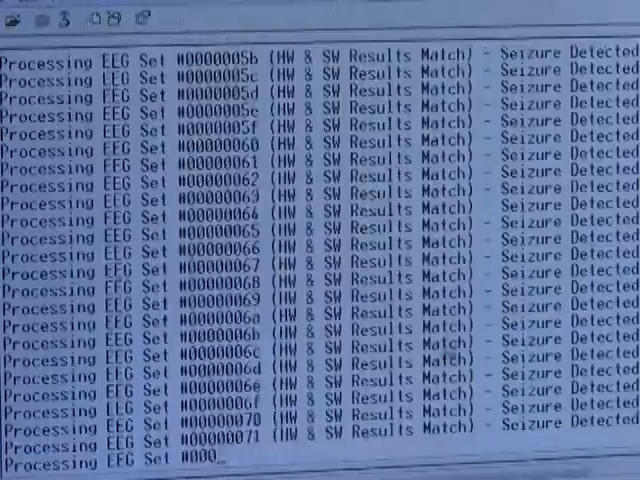 Processing EEG Set #0000005b (HW & SW Results Match) - Seizure Detected
Processing EEG Set #0000005c (HW & SW Results Match) - Seizure Detected
Processing EEG Set #0000005d (HW & SW Results Match) - Seizure Detected
Processing EEG Set #0000005e (HW & SW Results Match) - Seizure Detected
Processing EEG Set #0000005f (HW & SW Results Match) - Seizure Detected
Processing EEG Set #00000060 (HW & SW Results Match) - Seizure Detected
Processing EEG Set #00000061 (HW & SW Results Match) - Seizure Detected
Processing EEG Set #00000062 (HW & SW Results Match) - Seizure Detected
Processing EEG Set #00000063 (HW & SW Results Match) - Seizure Detected
Processing EEG Set #00000064 (HW & SW Results Match) - Seizure Detected
Processing EEG Set #00000065 (HW & SW Results Match) - Seizure Detected
Processing EEG Set #00000066 (HW & SW Results Match) - Seizure Detected
Processing EEG Set #00000067 (HW & SW Results Match) - Seizure Detected
Processing EEG Set #00000068 (HW & SW Results Match) - Seizure Detected
Processing EEG Set #00000069 (HW & SW Results Match) - Seizure Detected
Processing EEG Set #0000006a (HW & SW Results Match) - Seizure Detected
Processing EEG Set #0000006b (HW & SW Results Match) - Seizure Detected
Processing EEG Set #0000006c (HW & SW Results Match) - Seizure Detected
Processing EEG Set #0000006d (HW & SW Results Match) - Seizure Detected
Processing EEG Set #0000006e (HW & SW Results Match) - Seizure Detected
Processing EEG Set #0000006f (HW & SW Results Match) - Seizure Detected
Processing EEG Set #00000070 (HW & SW Results Match) - Seizure Detected
Processing EEG Set #00000071 (HW & SW Results Match) - Seizure Detected
Processing EEG Set #000_